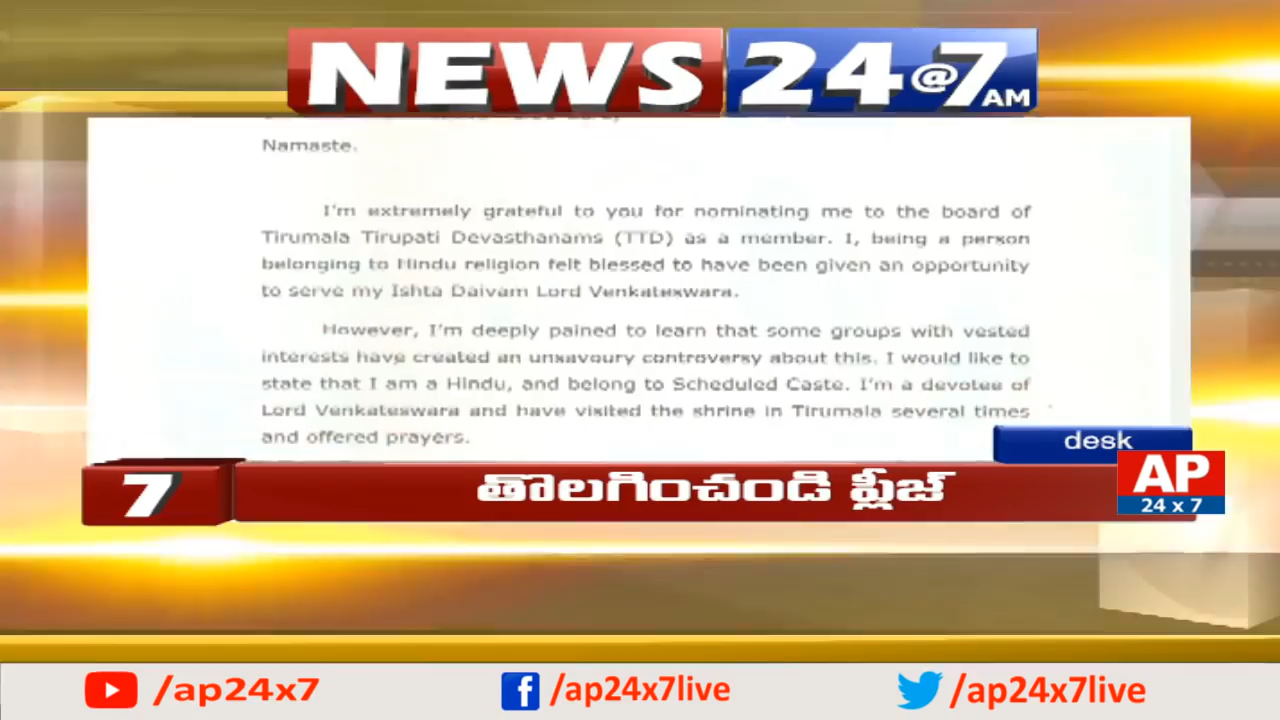 NEWS 24@7 AM
Namaste.
I'm extremely grateful to you for nominating me to the board of
Tirumala Tirupati Devasthanams (TTD) as a member. I, being a person
belonging to Hindu religion felt blessed to have been given an opportunity
to serve my Ishta Daivam Lord Venkateswara.
However, I'm deeply pained to learn that some groups with vested
interests have created an unsavoury controversy about this. I would like to
state that I am a Hindu, and belong to Scheduled Caste. I'm a devotee of
Lord Venkateswara and have visited the shrine in Tirumala several times
and offered prayers.
desk
7
తొలగించండి ప్లీజ్
AP
24 x 7
/ap24x7
/ap24x7live
/ap24x7live